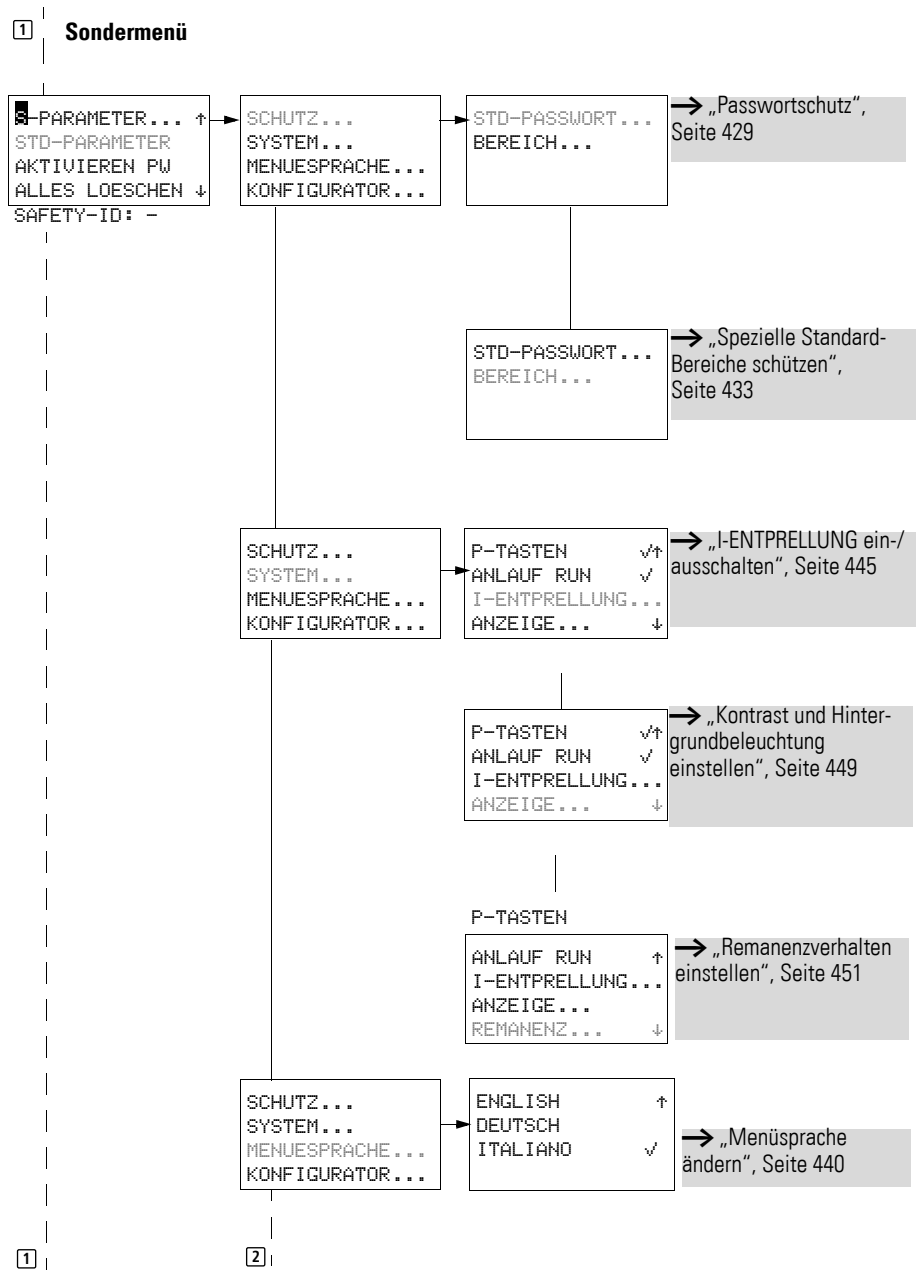 1 Sondermenü
S-PARAMETER... ↑
STD-PARAMETER
AKTIVIEREN PW
ALLES LOESCHEN ↓
SAFETY-ID: -
SCHUTZ...
SYSTEM...
MENUESPRACHE...
KONFIGURATOR...
STD-PASSWORT...
BEREICH...
→ „Passwortschutz“,
Seite 429
STD-PASSWORT...
BEREICH...
→ „Spezielle Standard-
Bereiche schützen“,
Seite 433
SCHUTZ...
SYSTEM...
MENUESPRACHE...
KONFIGURATOR...
P-TASTEN √↑
ANLAUF RUN √
I-ENTPRELLUNG...
ANZEIGE... ↓
→ „I-ENTPRELLUNG ein-/
ausschalten“, Seite 445
P-TASTEN √↑
ANLAUF RUN √
I-ENTPRELLUNG...
ANZEIGE... ↓
→ „Kontrast und Hinter-
grundbeleuchtung
einstellen“, Seite 449
P-TASTEN
ANLAUF RUN ↑
I-ENTPRELLUNG...
ANZEIGE...
REMANENZ... ↓
→ „Remanenzverhalten
einstellen“, Seite 451
SCHUTZ...
SYSTEM...
MENUESPRACHE...
KONFIGURATOR...
ENGLISH ↑
DEUTSCH
ITALIANO √
→ „Menüsprache
ändern“, Seite 440
1 2